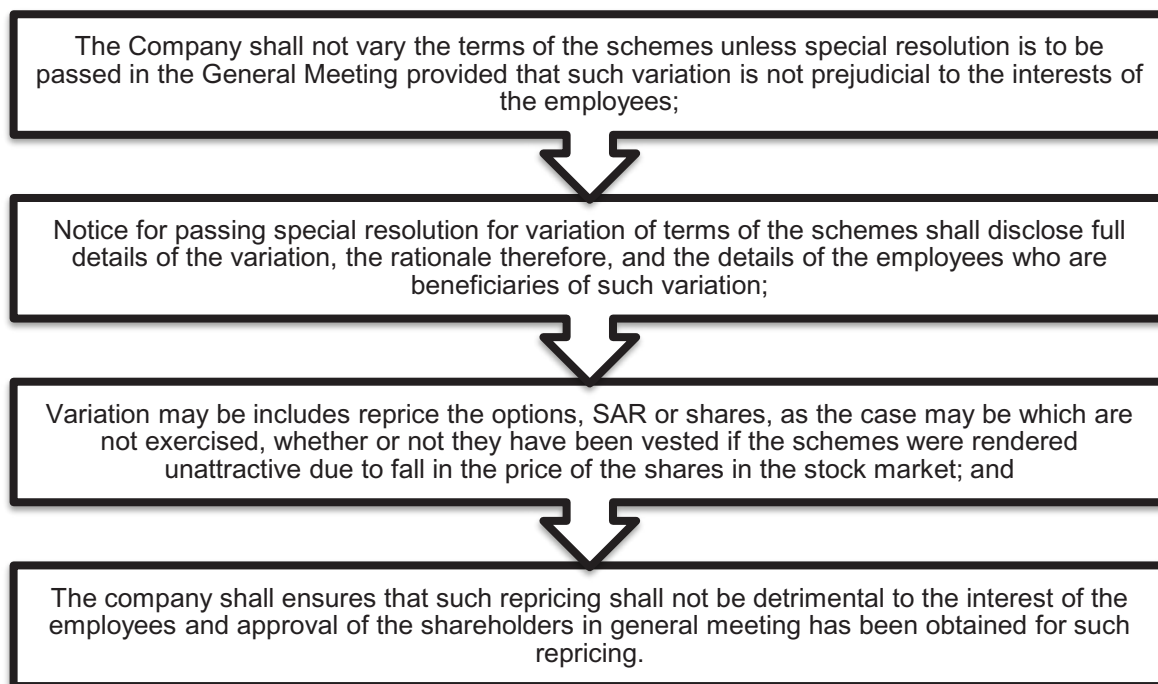 The Company shall not vary the terms of the schemes unless special resolution is to be
passed in the General Meeting provided that such variation is not prejudicial to the interests of
the employees;
Notice for passing special resolution for variation of terms of the schemes shall disclose full
details of the variation, the rationale therefore, and the details of the employees who are
beneficiaries of such variation;
Variation may be includes reprice the options, SAR or shares, as the case may be which are
not exercised, whether or not they have been vested if the schemes were rendered
unattractive due to fall in the price of the shares in the stock market; and
The company shall ensures that such repricing shall not be detrimental to the interest of the
employees and approval of the shareholders in general meeting has been obtained for such
repricing.